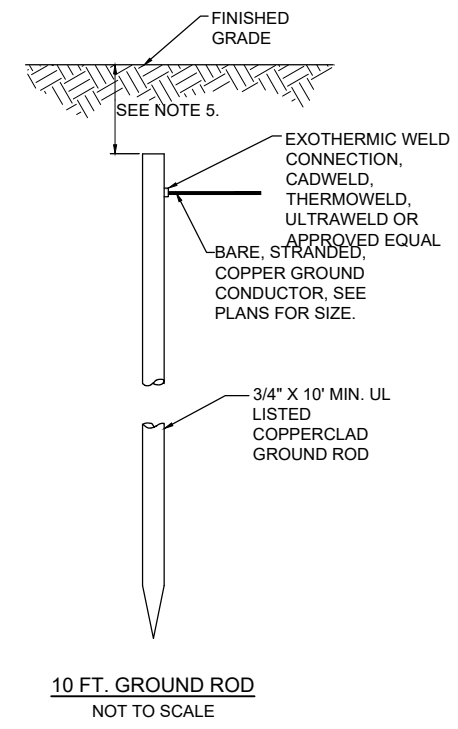 FINISHED
GRADE
SEE NOTE 5.
EXOTHERMIC WELD
CONNECTION,
CADWELD,
THERMOWELD,
ULTRAWELD OR
APPROVED EQUAL
BARE, STRANDED,
COPPER GROUND
CONDUCTOR, SEE
PLANS FOR SIZE.
3/4" X 10' MIN. UL
LISTED
COPPERCLAD
GROUND ROD
10 FT. GROUND ROD
NOT TO SCALE